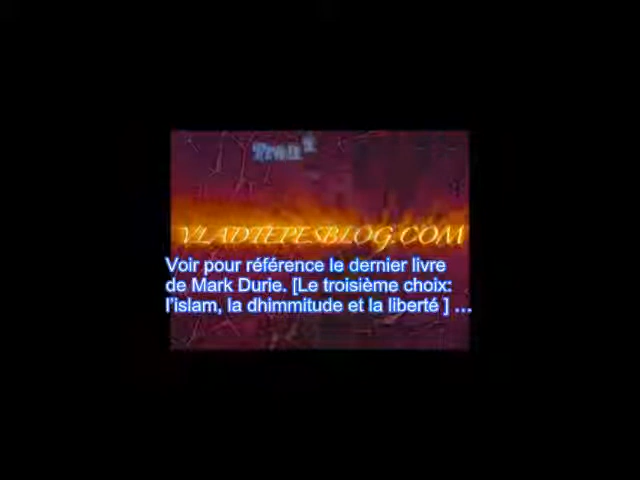 VLADTEPESBLOG.COM
Voir pour référence le dernier livre
de Mark Durie. [Le troisième choix:
l'islam, la dhimmitude et la liberté ] ...